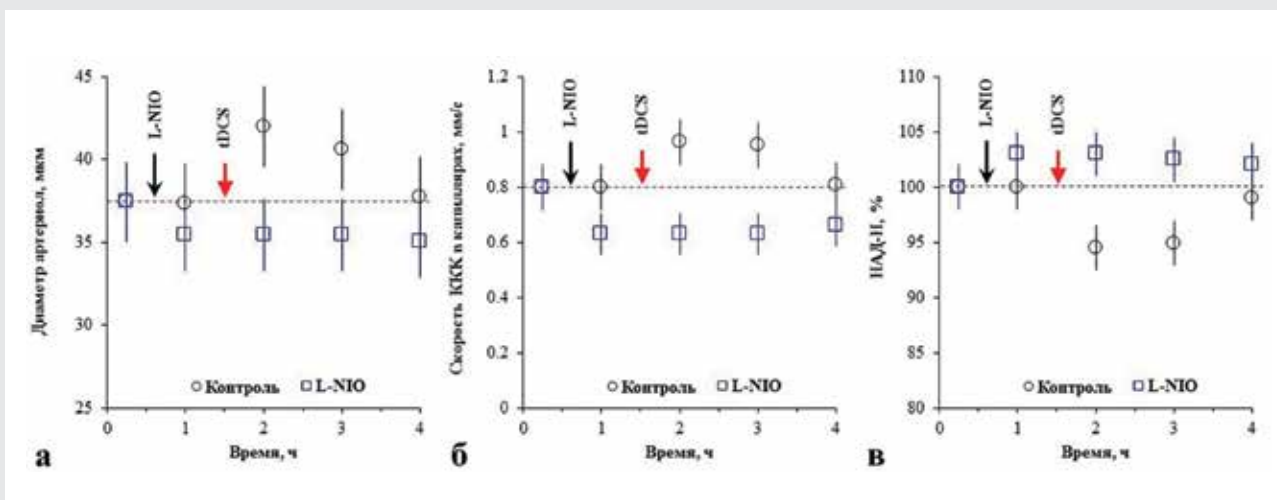 Диаметр артериол, мкм
45
40
35
30
25
L-NIO
tDCS
Контроль L-NIO
0 1 2 3 4
Время, ч
а
Скорость ККК в капиллярах, мм/с
1.2
1
0.8
0.6
0.4
0.2
0
L-NIO
tDCS
Контроль L-NIO
0 1 2 3 4
Время, ч
б
НАД-Н, %
110
105
100
95
90
85
80
L-NIO
tDCS
Контроль L-NIO
0 1 2 3 4
Время, ч
в